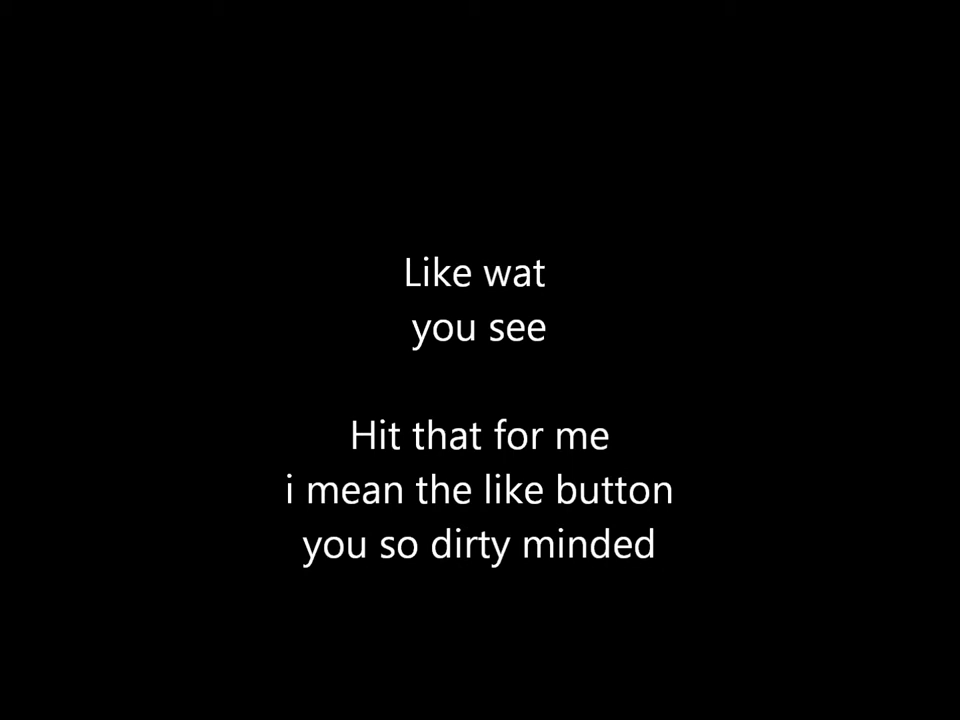 Like wat
you see
Hit that for me
i mean the like button
you so dirty minded